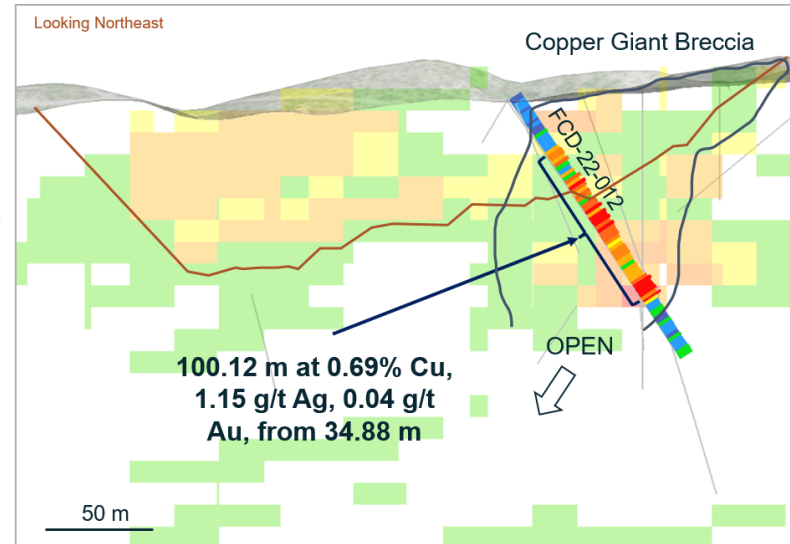 Looking Northeast
Copper Giant Breccia
FCD-22-012
100.12 m at 0.69% Cu,
1.15 g/t Ag, 0.04 g/t
Au, from 34.88 m
OPEN
50 m